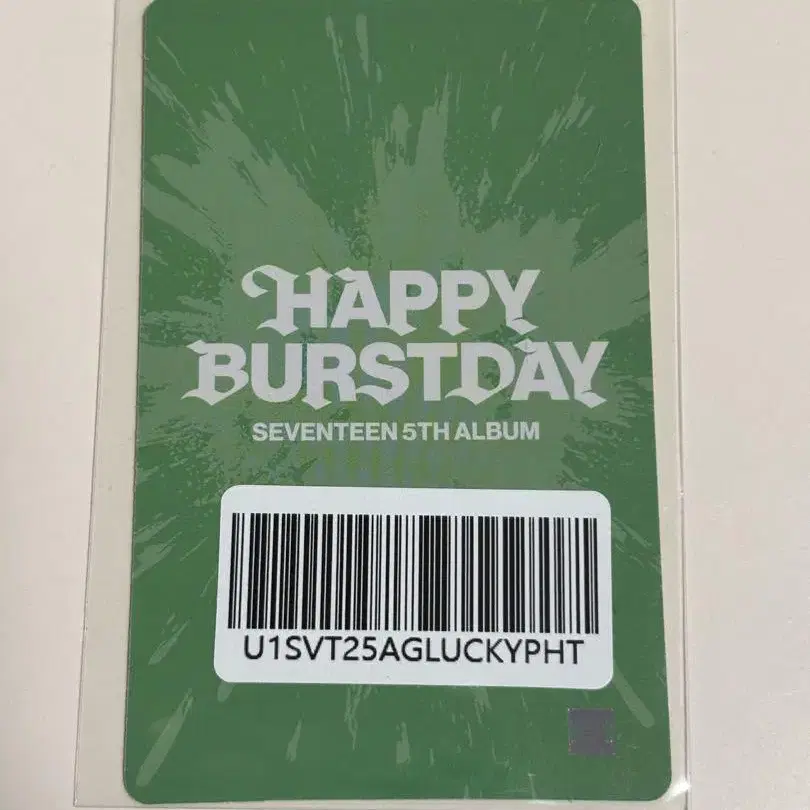 HAPPY
BURSTDAY
SEVENTEEN 5TH ALBUM
U1SVT25AGLUCKYPHT